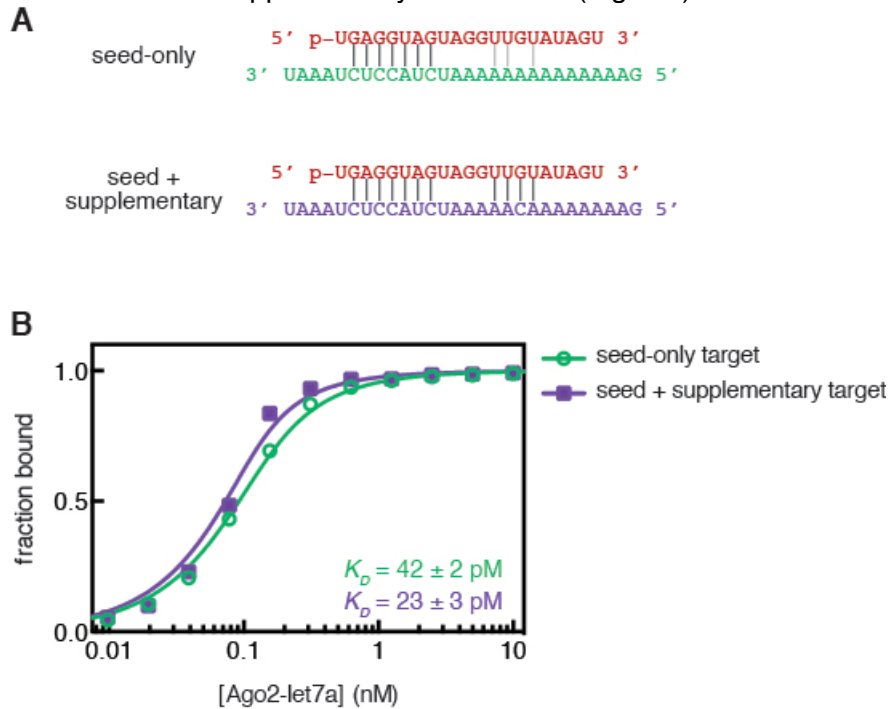 A
seed-only
5′ p–UGAGGUAGUAGGUUGUAUAGU 3′
3′ UAAAUCUCCAUCUAAAAAAAAAAAAAAG 5′
seed +
supplementary
5′ p–UGAGGUAGUAGGUUGUAUAGU 3′
3′ UAAAUCUCCAUCUAAAAACAAAAAAAAG 5′
B
fraction bound
1.0
0.5
0.0
0.01
0.1
1
10
[Ago2-let7a] (nM)
K_D = 42 ± 2 pM
K_D = 23 ± 3 pM
seed-only target
seed + supplementary target